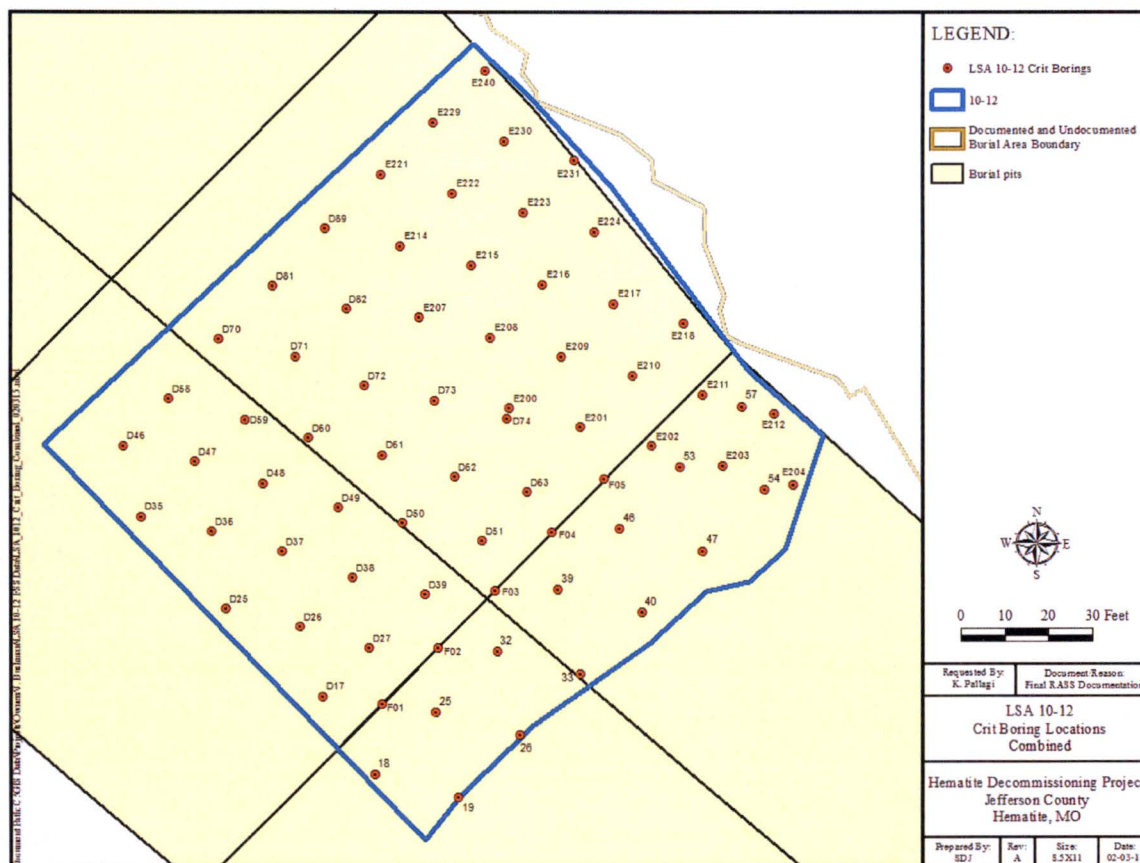 E240
E229
E230
E231
E221
E222
E223
E224
D89
E214
E215
E216
E217
E218
D81
D82
E207
E208
E209
E210
E211
57
E212
D70
D71
D72
D73
E200
D74
E201
E202
53
E203
54
E204
D58
D59
D60
D61
D62
D63
F05
D46
D47
D48
D49
D50
D51
F04
46
47
D35
D36
D37
D38
D39
F03
39
40
D25
D26
D27
F02
32
33
D17
F01
25
26
18
19
LEGEND:
LSA 10-12 Crit Borings
10-12
Documented and Undocumented
Burial Area Boundary
Burial pits
N
W E
S
0 10 20 30 Feet
Requested By:
K. Pallagi
Document/Reason:
Final RASS Documentation
LSA 10-12
Crit Boring Locations
Combined
Hematite Decommissioning Projec
Jefferson County
Hematite, MO
Prepared By:
SDJ
Rev:
A
Size:
8.5X11
Date: